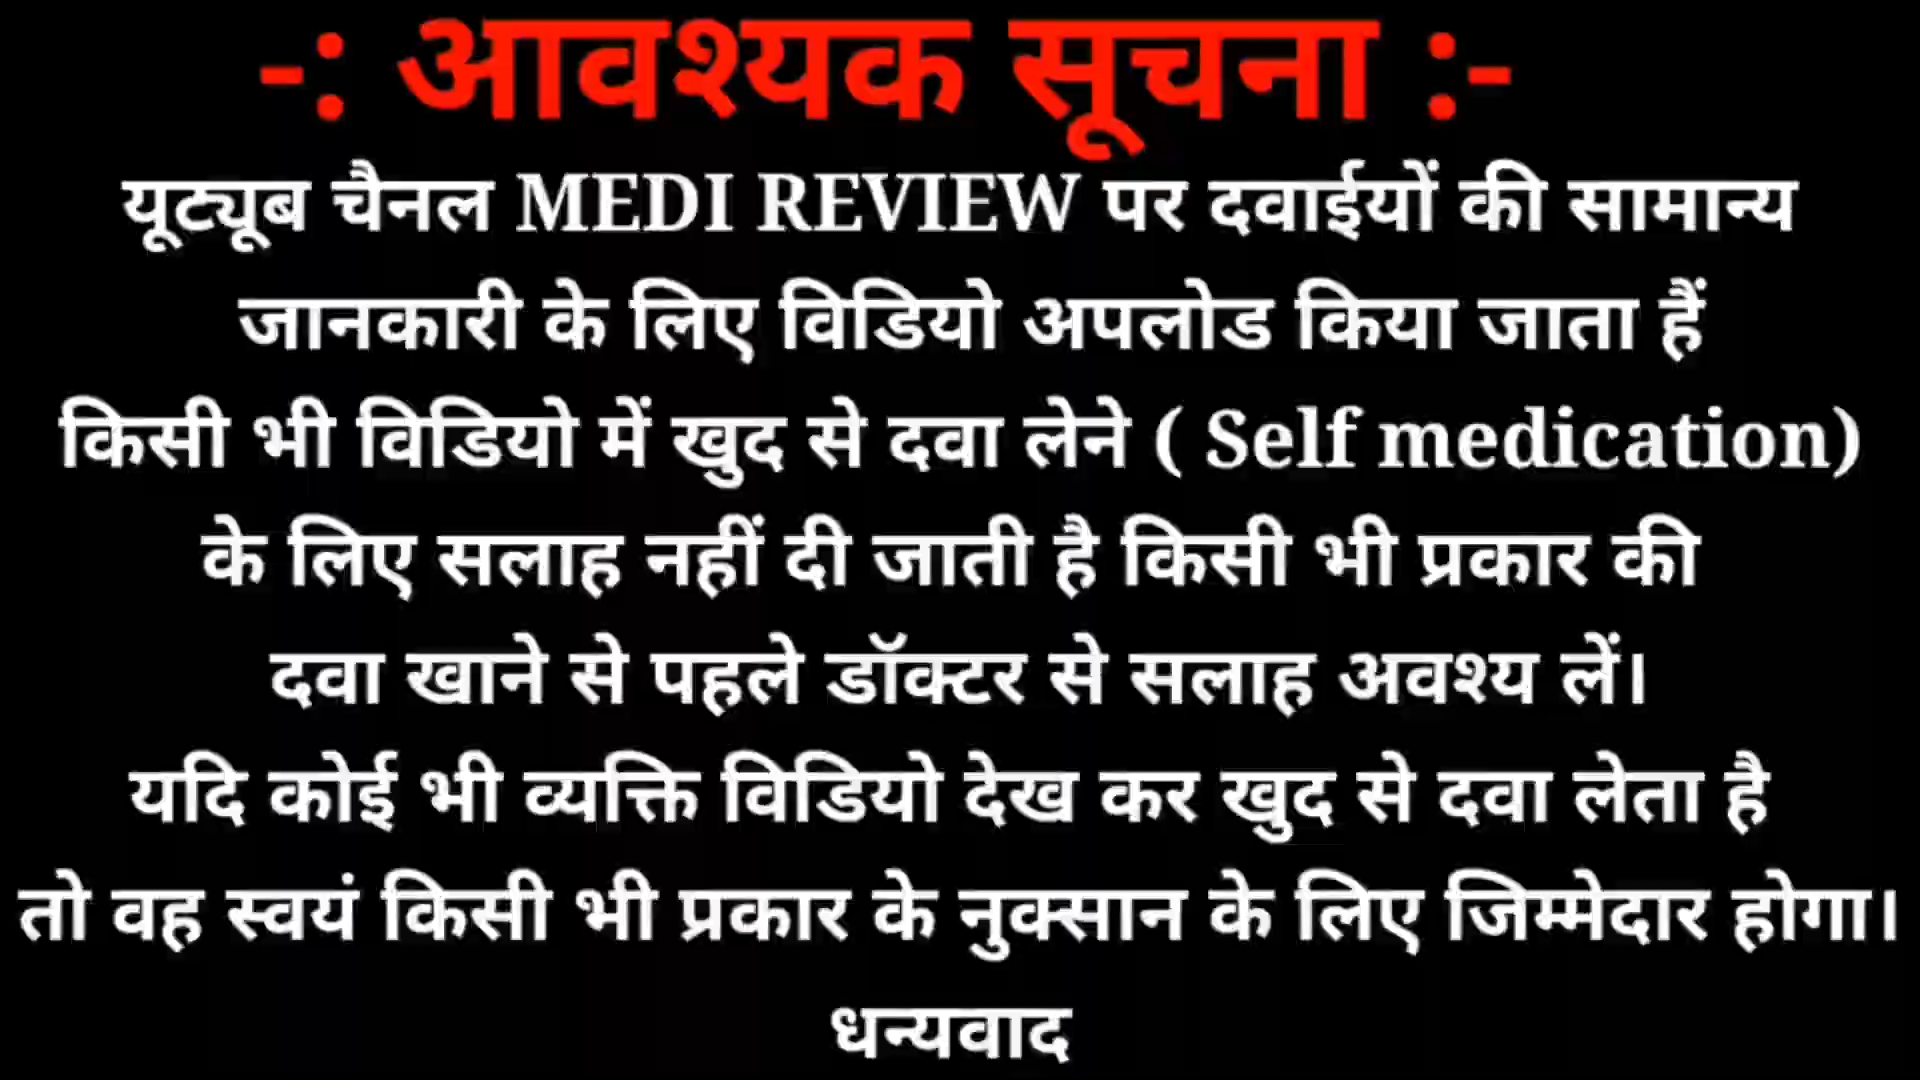 -: आवश्यक सूचना :-
यूट्यूब चैनल MEDI REVIEW पर दवाईयों की सामान्य
जानकारी के लिए विडियो अपलोड किया जाता हैं
किसी भी विडियो में खुद से दवा लेने ( Self medication)
के लिए सलाह नहीं दी जाती है किसी भी प्रकार की
दवा खाने से पहले डॉक्टर से सलाह अवश्य लें।
यदि कोई भी व्यक्ति विडियो देख कर खुद से दवा लेता है
तो वह स्वयं किसी भी प्रकार के नुक्सान के लिए जिम्मेदार होगा।
धन्यवाद